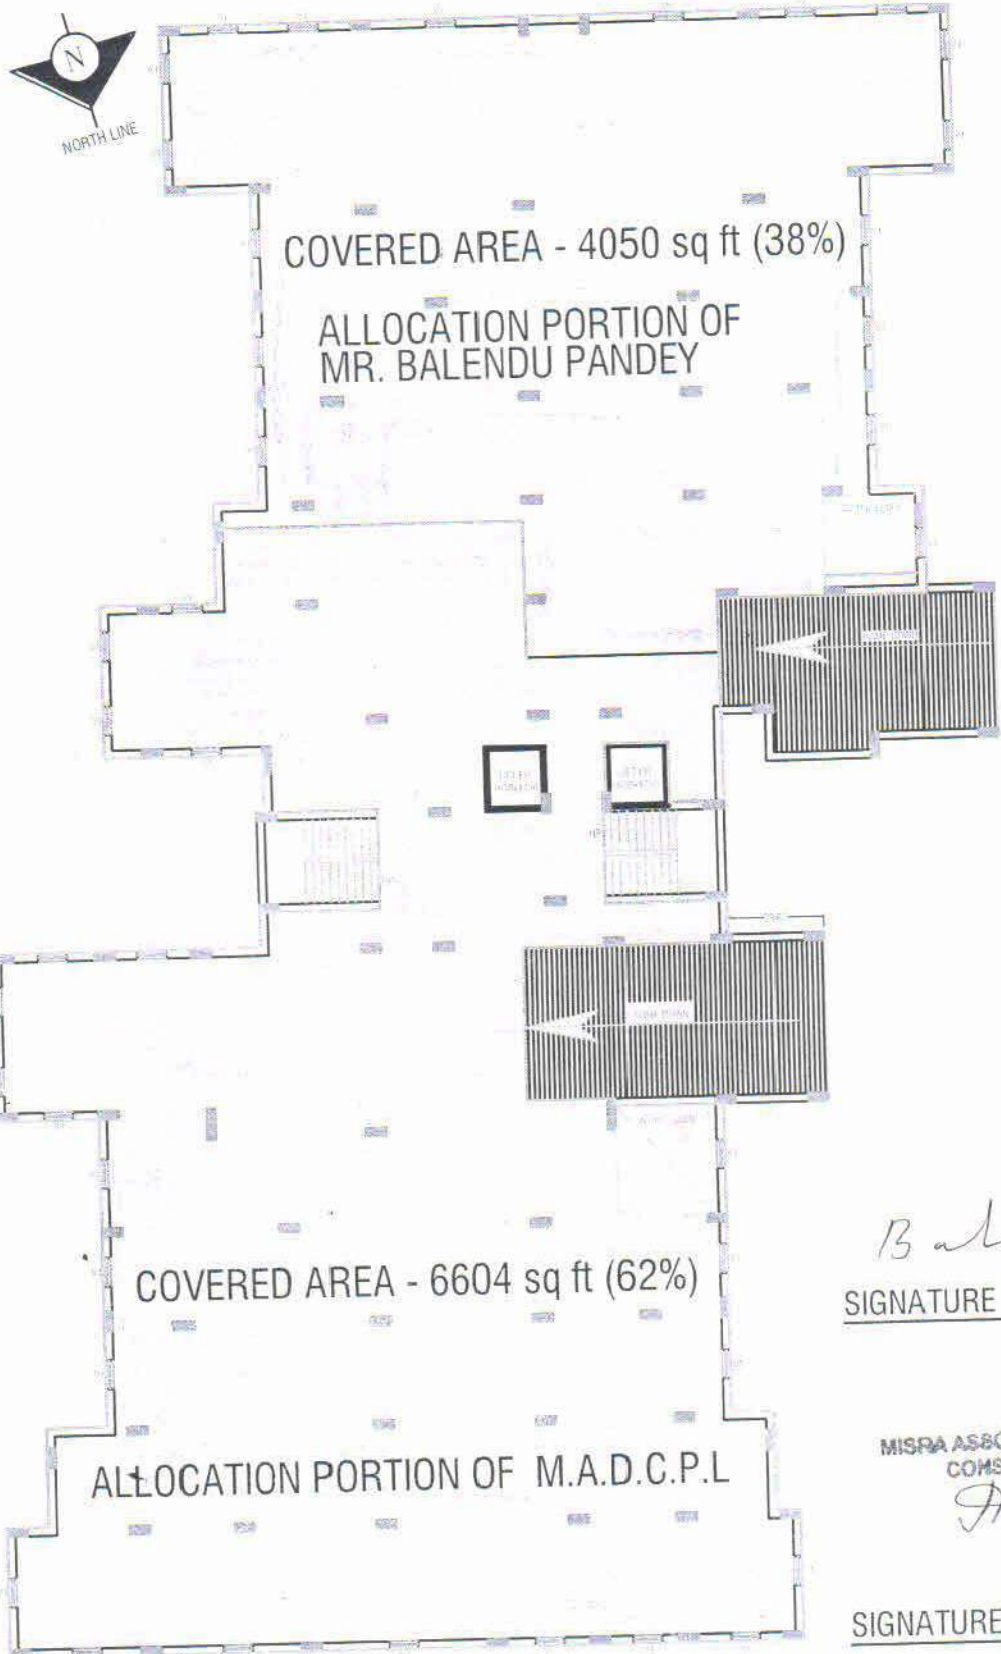 N
NORTH LINE
COVERED AREA - 4050 sq ft (38%)
ALLOCATION PORTION OF
MR. BALENDU PANDEY
COVERED AREA - 6604 sq ft (62%)
SIGNATURE
ALLOCATION PORTION OF M.A.D.C.P.L
MISRA
SIGNATURE